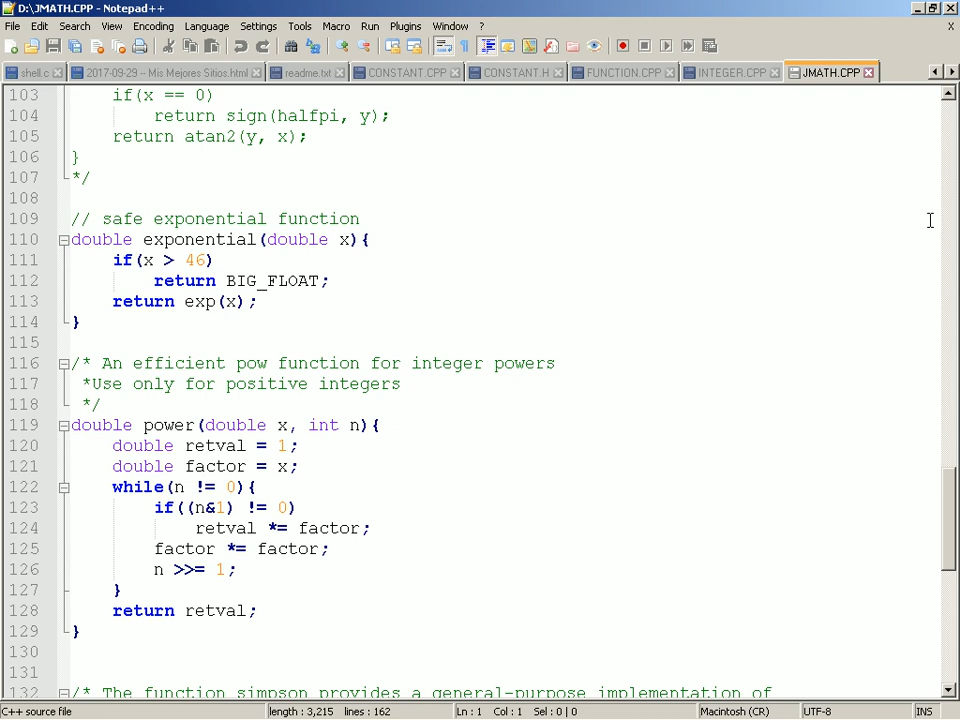 D:\JMATH.CPP - Notepad++
File Edit Search View Encoding Language Settings Tools Macro Run Plugins Window ? X
shell.c 2017-09-29 -- Mis Mejores Sitios.html readme.txt CONSTANT.CPP CONSTANT.H FUNCTION.CPP INTEGER.CPP JMATH.CPP
103 if(x == 0)
104 return sign(halfpi, y);
105 return atan2(y, x);
106 }
107 */
108
109 // safe exponential function
110 double exponential(double x){
111 if(x > 46)
112 return BIG_FLOAT;
113 return exp(x);
114 }
115
116 /* An efficient pow function for integer powers
117 *Use only for positive integers
118 */
119 double power(double x, int n){
120 double retval = 1;
121 double factor = x;
122 while(n != 0){
123 if((n&1) != 0)
124 retval *= factor;
125 factor *= factor;
126 n >>= 1;
127 }
128 return retval;
129 }
130
131
132 /* The function simpson provides a general-purpose implementation of
C++ source file length : 3,215 lines : 162 Ln : 1 Col : 1 Sel : 0 | 0 Macintosh (CR) UTF-8 INS